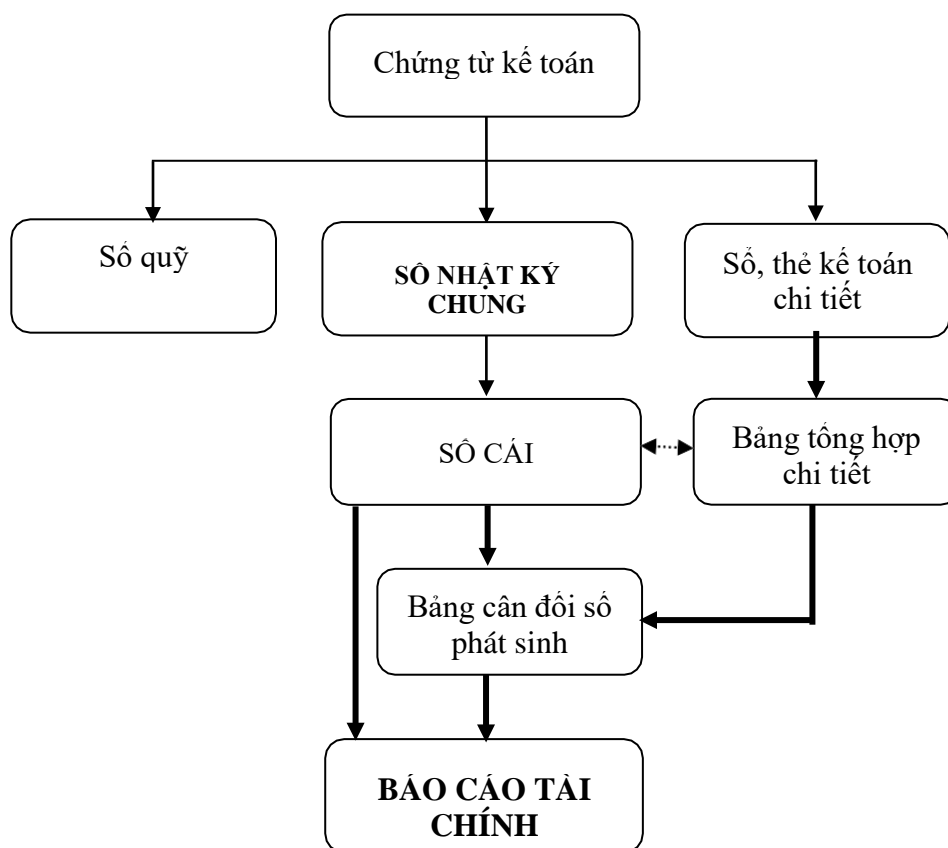 Chứng từ kế toán
Sổ quỹ
SỔ NHẬT KÝ
CHUNG
Sổ, thẻ kế toán
chi tiết
SỔ CÁI
Bảng tổng hợp
chi tiết
Bảng cân đối số
phát sinh
BÁO CÁO TÀI
CHÍNH